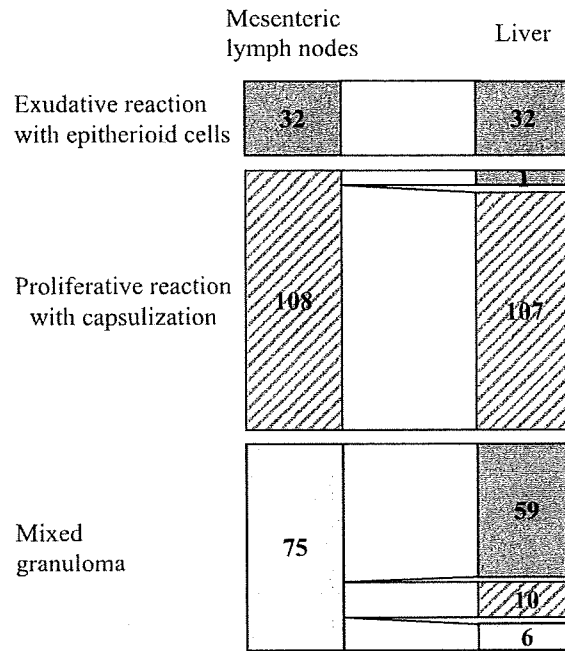 Mesenteric
lymph nodes
Liver
Exudative reaction
with epitherioid cells
32
32
1
Proliferative reaction
with capsulization
108
107
Mixed
granuloma
75
59
10
6